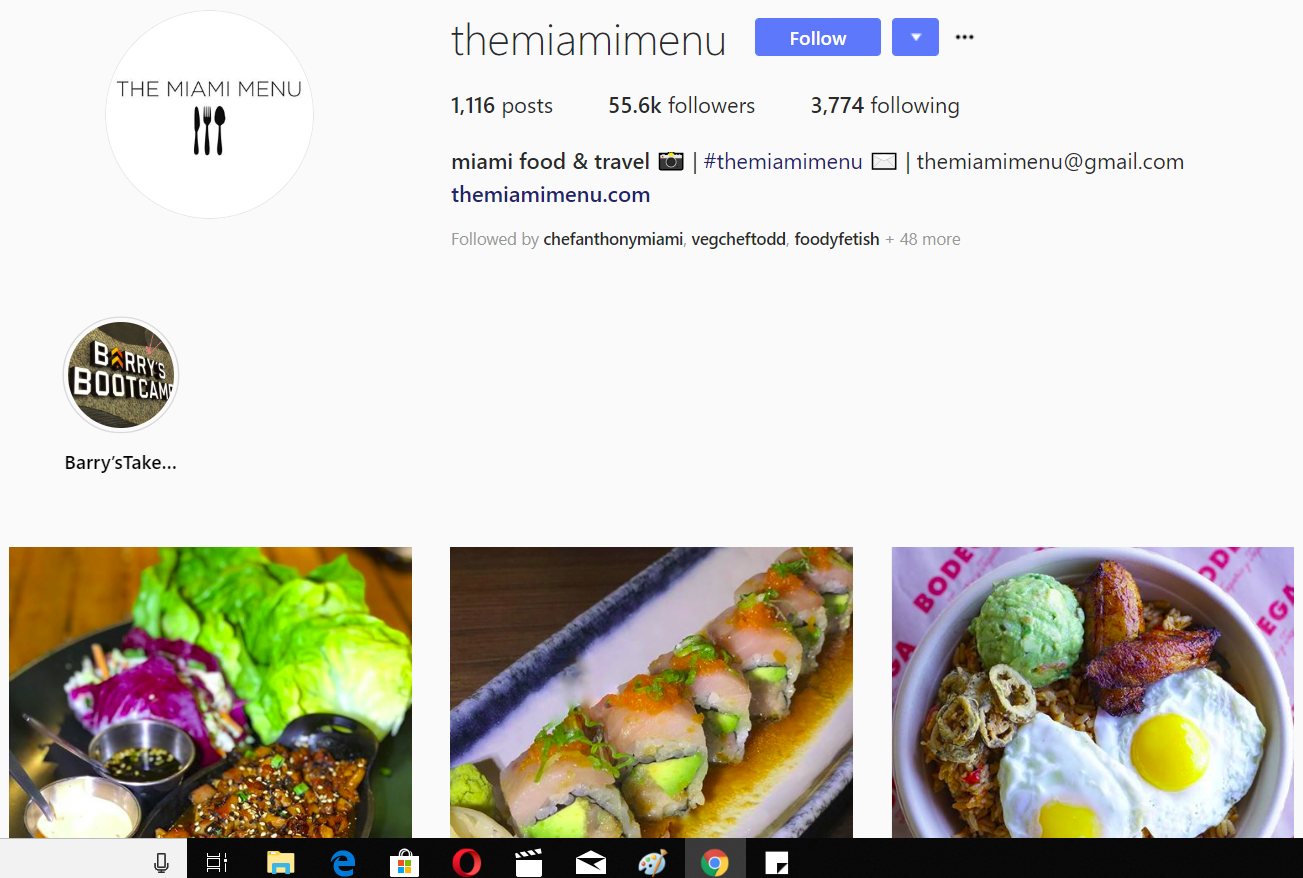 THE MIAMI MENU
themiamimenu
Follow
1,116 posts 55.6k followers 3,774 following
miami food & travel 📷 | #themiamimenu ✉️ | themiamimenu@gmail.com
themiamimenu.com
Followed by chefanthonymiami, vegcheftodd, foodyfetish + 48 more
BARRY'S
BOOTCAMP
Barry'sTake...